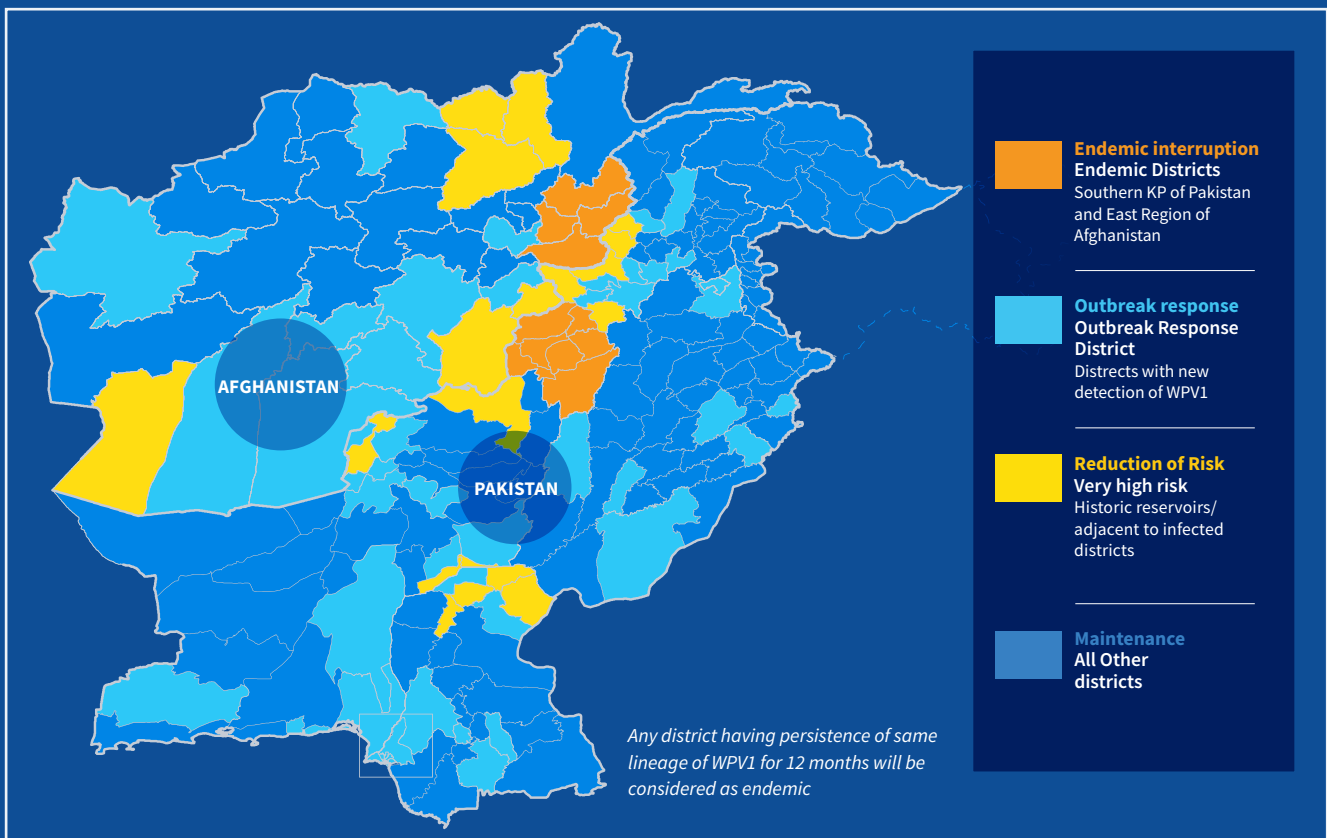 AFGHANISTAN
PAKISTAN
Any district having persistence of same
lineage of WPV1 for 12 months will be
considered as endemic
Endemic interruption
Endemic Districts
Southern KP of Pakistan
and East Region of
Afghanistan
Outbreak response
Outbreak Response
District
Distrects with new
detection of WPV1
Reduction of Risk
Very high risk
Historic reservoirs/
adjacent to infected
districts
Maintenance
All Other
districts